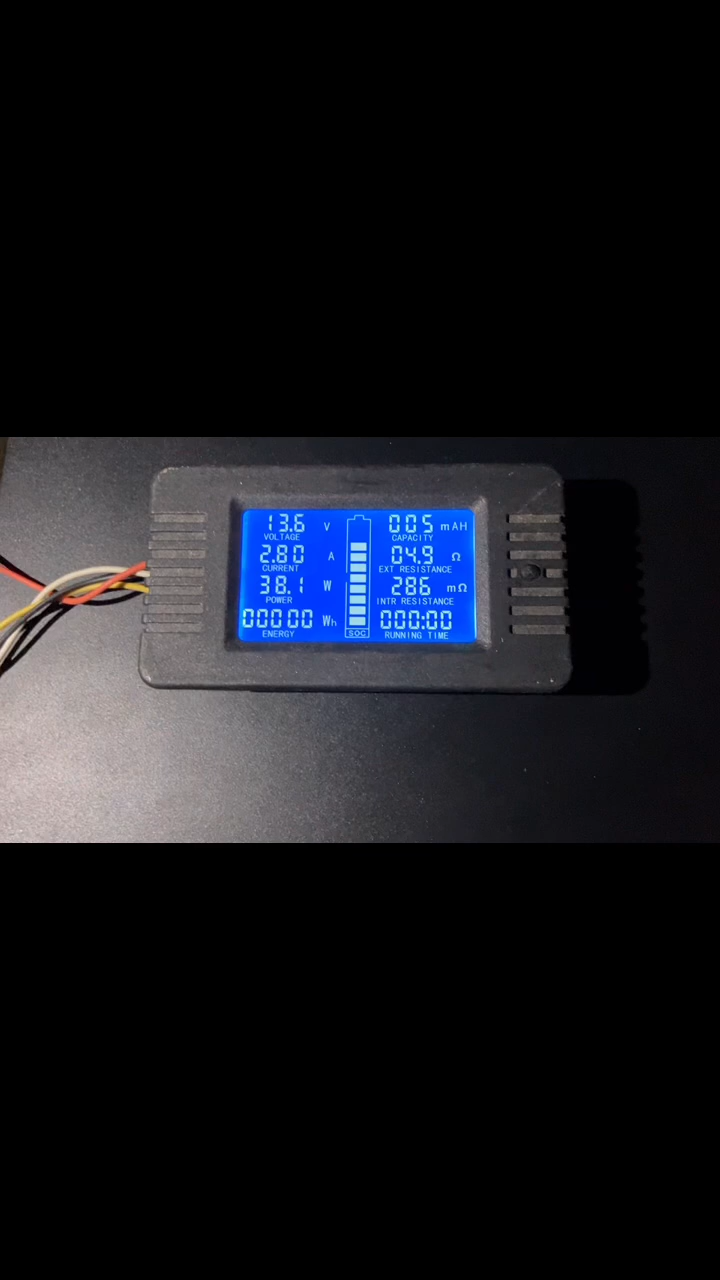 13.6 V
VOLTAGE
2.80 A
CURRENT
38.1 W
POWER
00000 Wh
ENERGY
SOC
005 mAH
CAPACITY
04.9 Ω
EXT RESISTANCE
286 mΩ
INTR RESISTANCE
000:00
RUNNING TIME